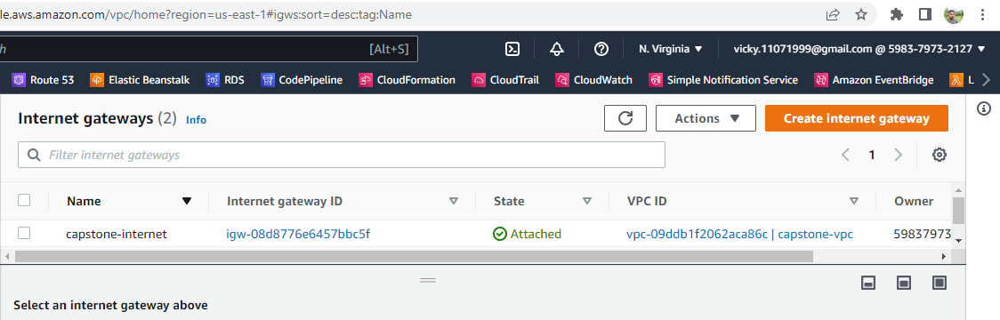 le.aws.amazon.com/vpc/home?region=us-east-1#igws:sort=desc:tag:Name
h [Alt+S] N. Virginia vicky.11071999@gmail.com @ 5983-7973-2127
Route 53 Elastic Beanstalk RDS CodePipeline CloudFormation CloudTrail CloudWatch Simple Notification Service Amazon EventBridge L
Internet gateways (2) Info Actions Create internet gateway
Filter internet gateways 1
Name Internet gateway ID State VPC ID Owner
capstone-internet igw-08d8776e6457bbc5f Attached vpc-09ddb1f2062aca86c | capstone-vpc 59837973
Select an internet gateway above